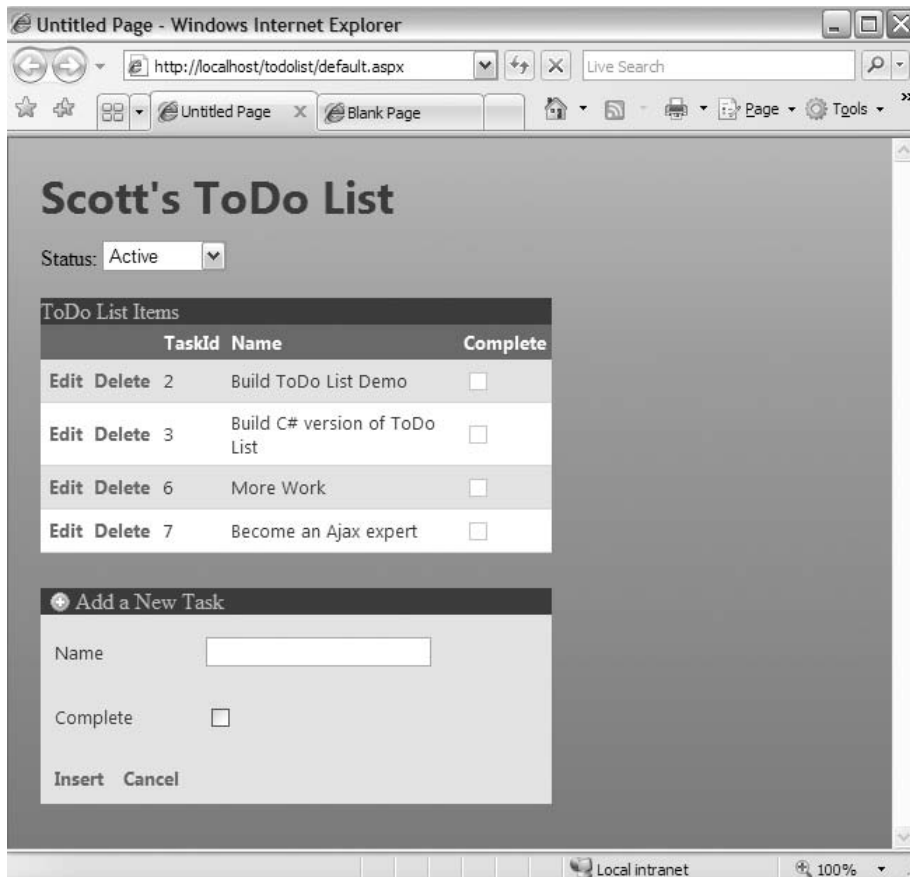 Untitled Page - Windows Internet Explorer
http://localhost/todolist/default.aspx
Live Search
Untitled Page X
Blank Page
Page
Tools
»
Scott's ToDo List
Status: Active
ToDo List Items
TaskId Name Complete
Edit Delete 2 Build ToDo List Demo
Edit Delete 3 Build C# version of ToDo
List
Edit Delete 6 More Work
Edit Delete 7 Become an Ajax expert
Add a New Task
Name
Complete
Insert Cancel
Local intranet
100%